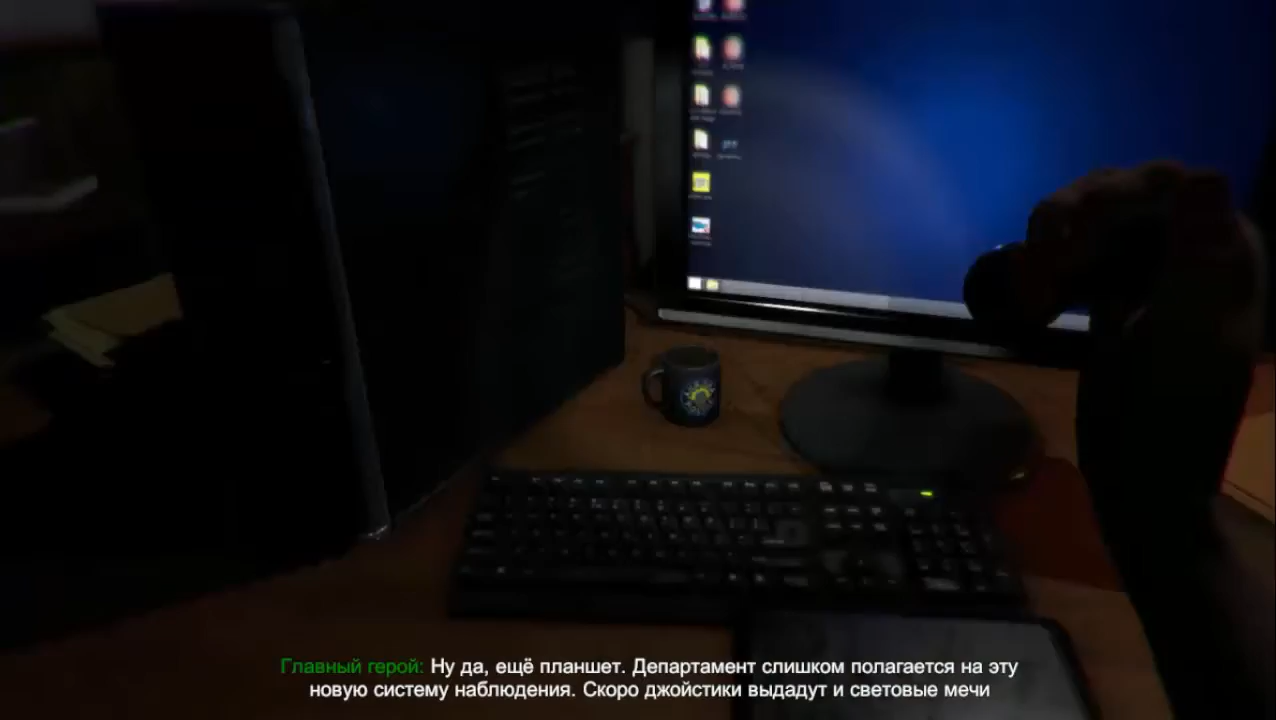 Главный герой: Ну да, ещё планшет. Департамент слишком полагается на эту
новую систему наблюдения. Скоро джойстики выдадут и световые мечи